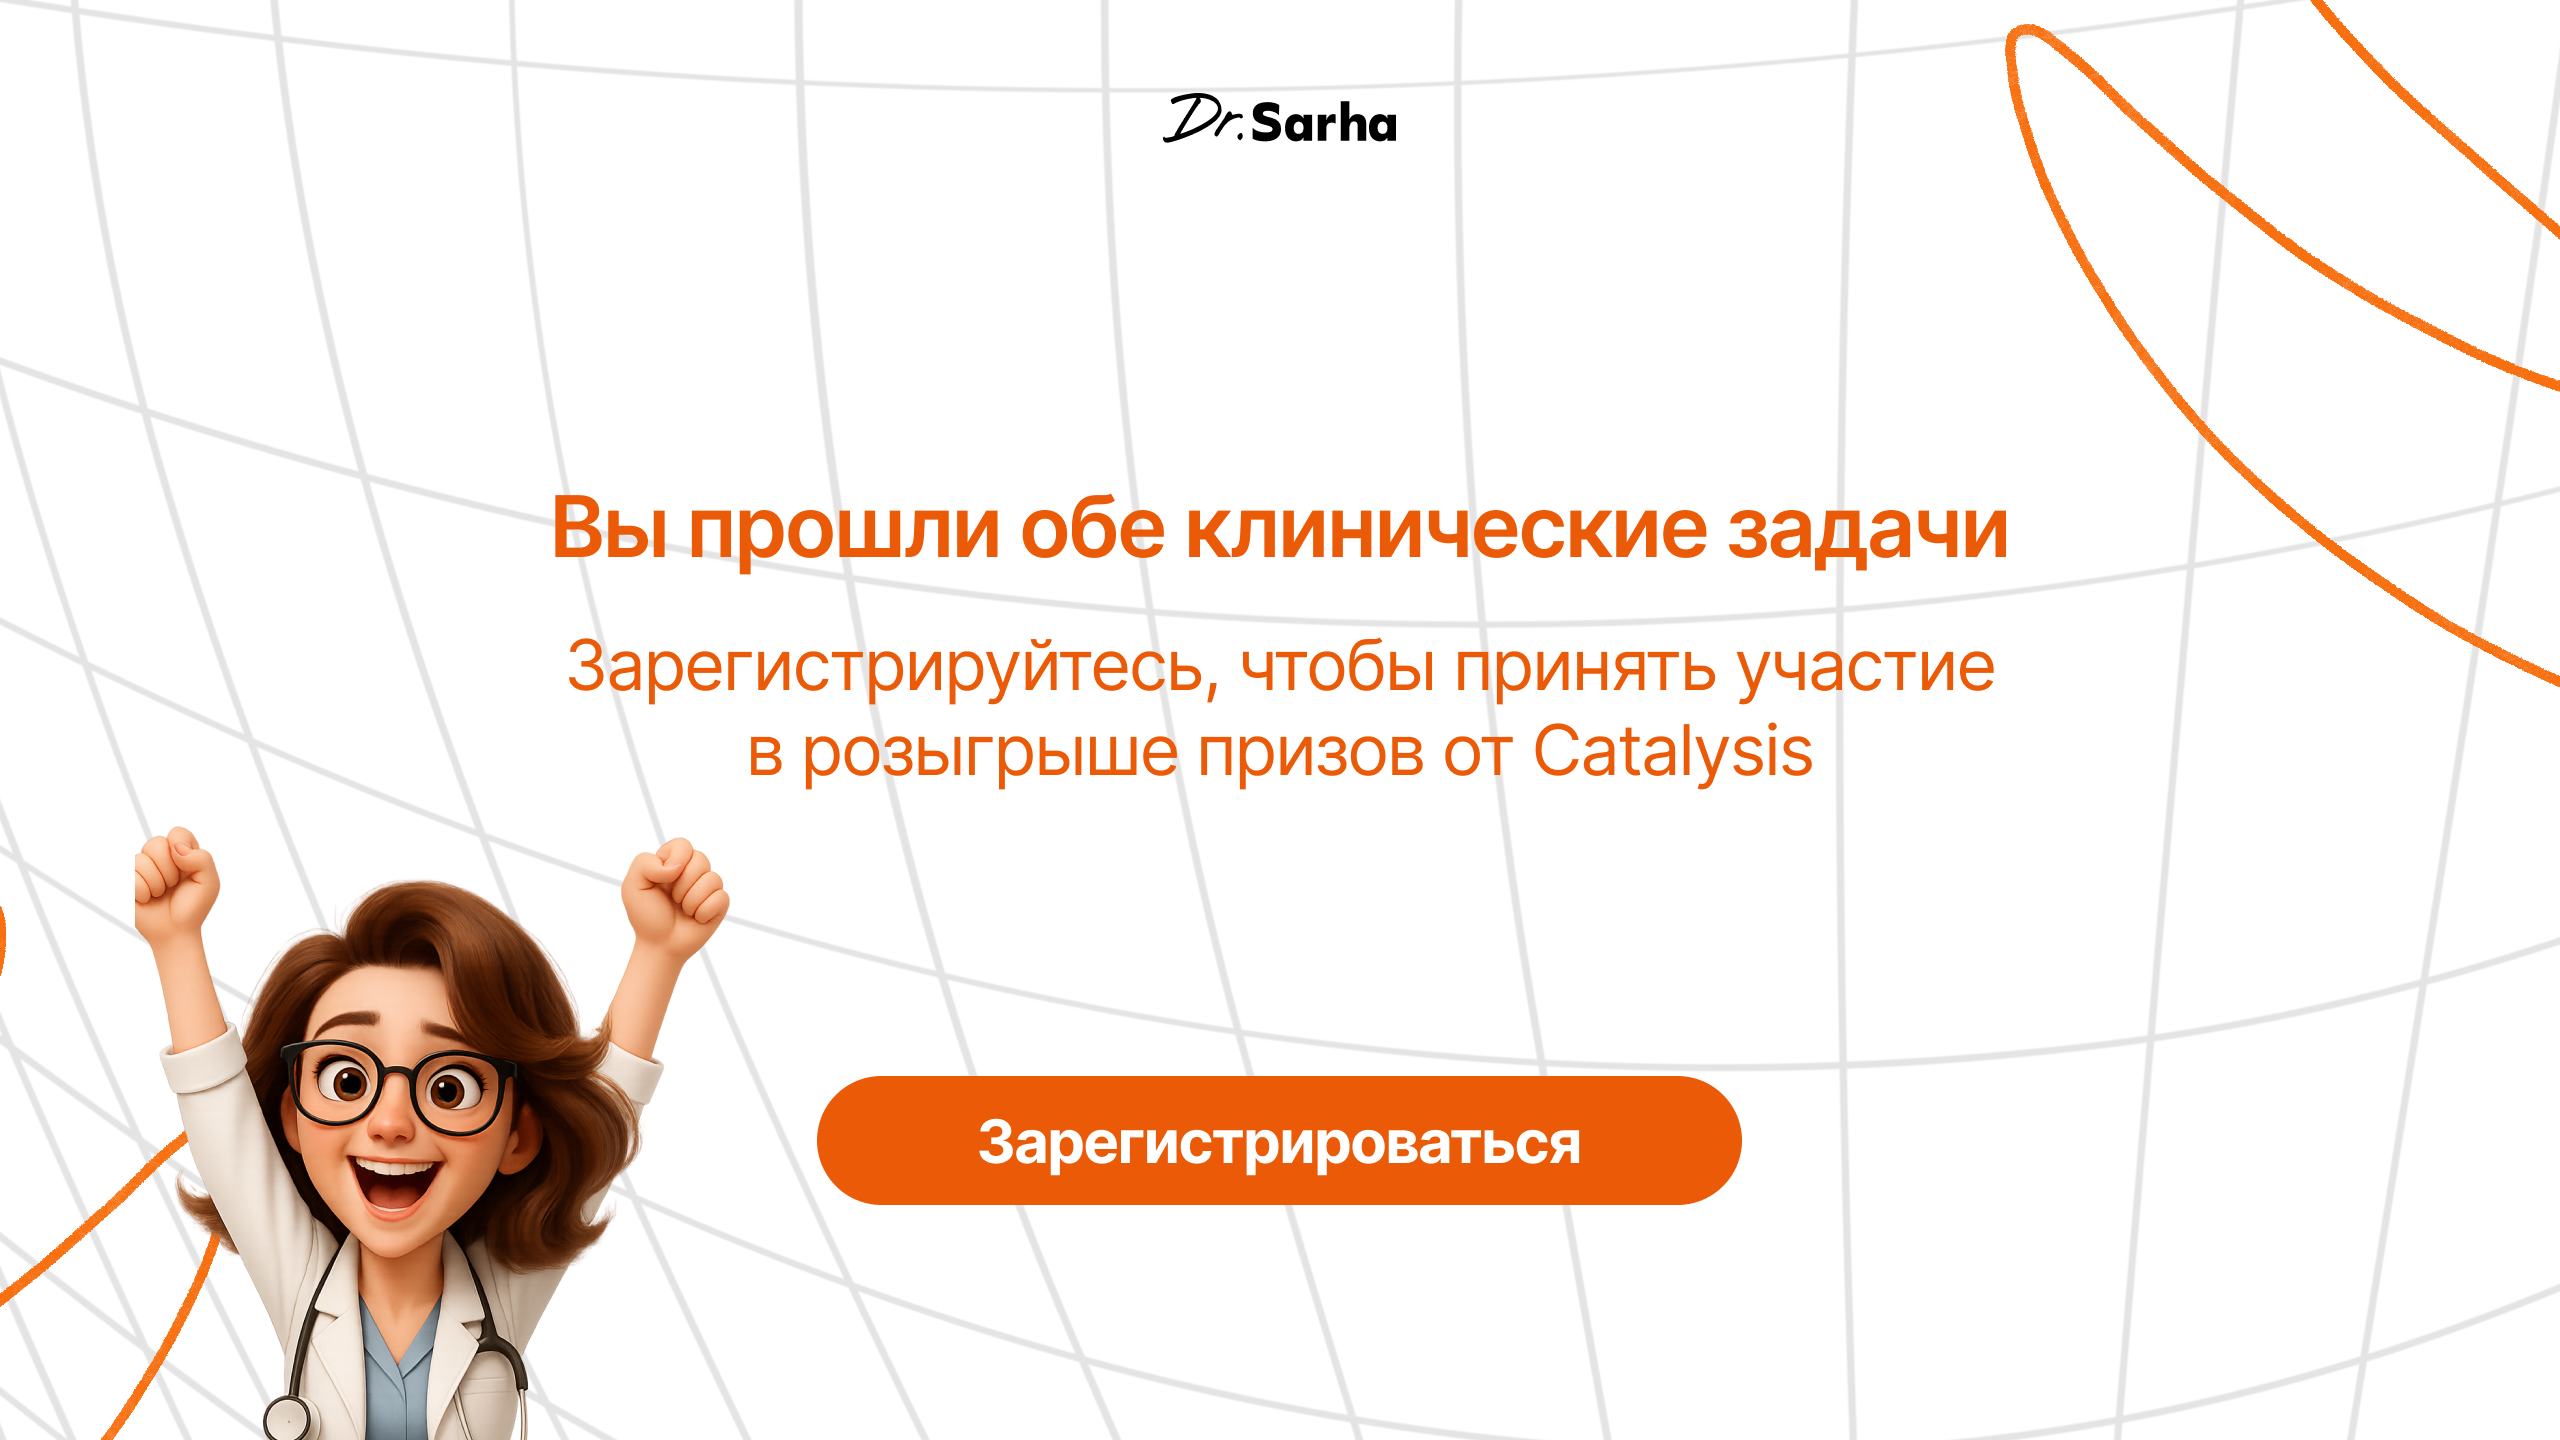 Dr. Sarha
Вы прошли обе клинические задачи
Зарегистрируйтесь, чтобы принять участие
в розыгрыше призов от Catalysis
Зарегистрироваться